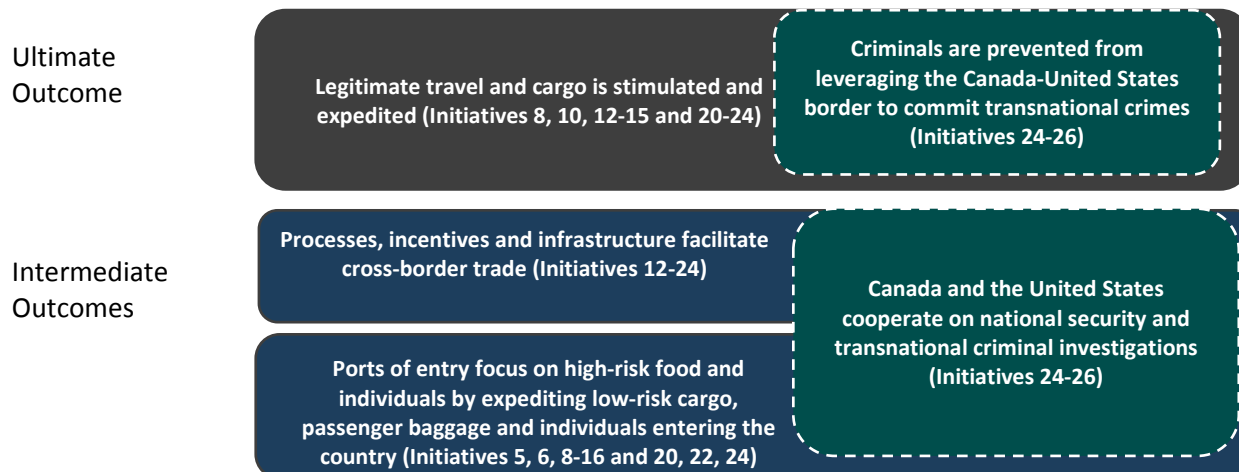 Ultimate
Outcome
Legitimate travel and cargo is stimulated and
expedited (Initiatives 8, 10, 12-15 and 20-24)
Criminals are prevented from
leveraging the Canada-United States
border to commit transnational crimes
(Initiatives 24-26)
Intermediate
Outcomes
Processes, incentives and infrastructure facilitate
cross-border trade (Initiatives 12-24)
Ports of entry focus on high-risk food and
individuals by expediting low-risk cargo,
passenger baggage and individuals entering the
country (Initiatives 5, 6, 8-16 and 20, 22, 24)
Canada and the United States
cooperate on national security and
transnational criminal investigations
(Initiatives 24-26)